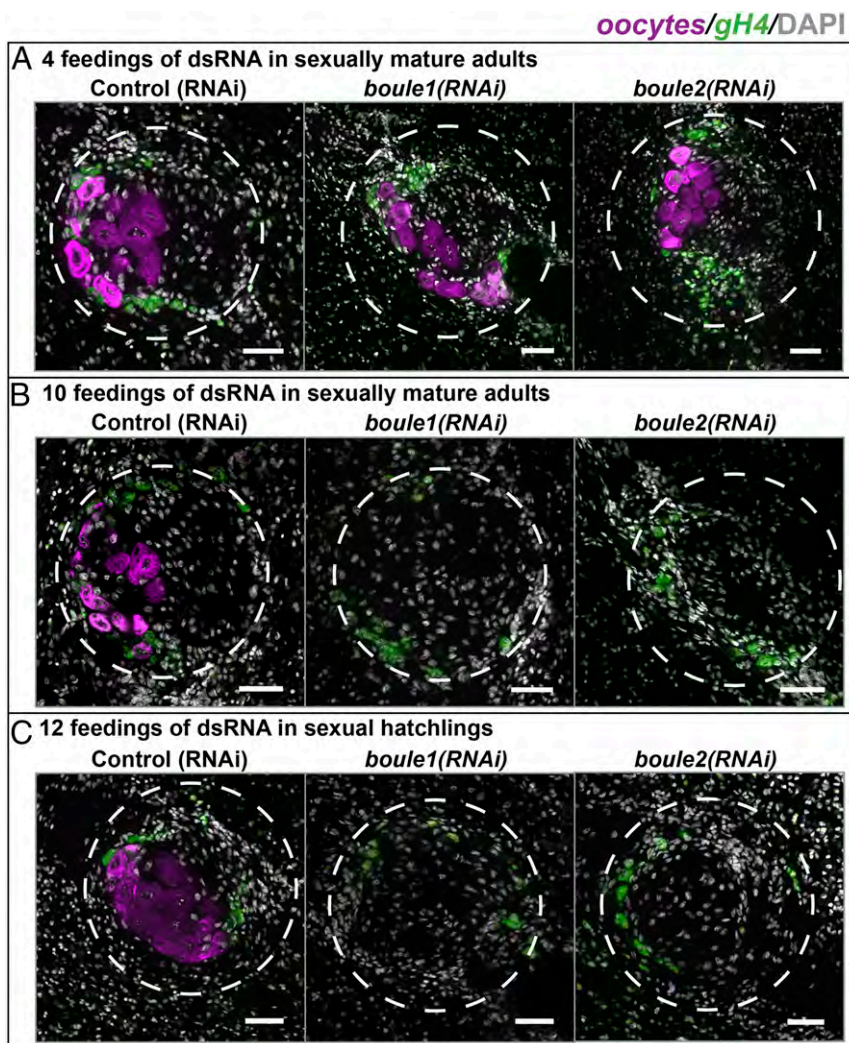 oocytes/gH4/DAPI
A 4 feedings of dsRNA in sexually mature adults
Control (RNAi) boule1(RNAi) boule2(RNAi)
B 10 feedings of dsRNA in sexually mature adults
Control (RNAi) boule1(RNAi) boule2(RNAi)
C 12 feedings of dsRNA in sexual hatchlings
Control (RNAi) boule1(RNAi) boule2(RNAi)